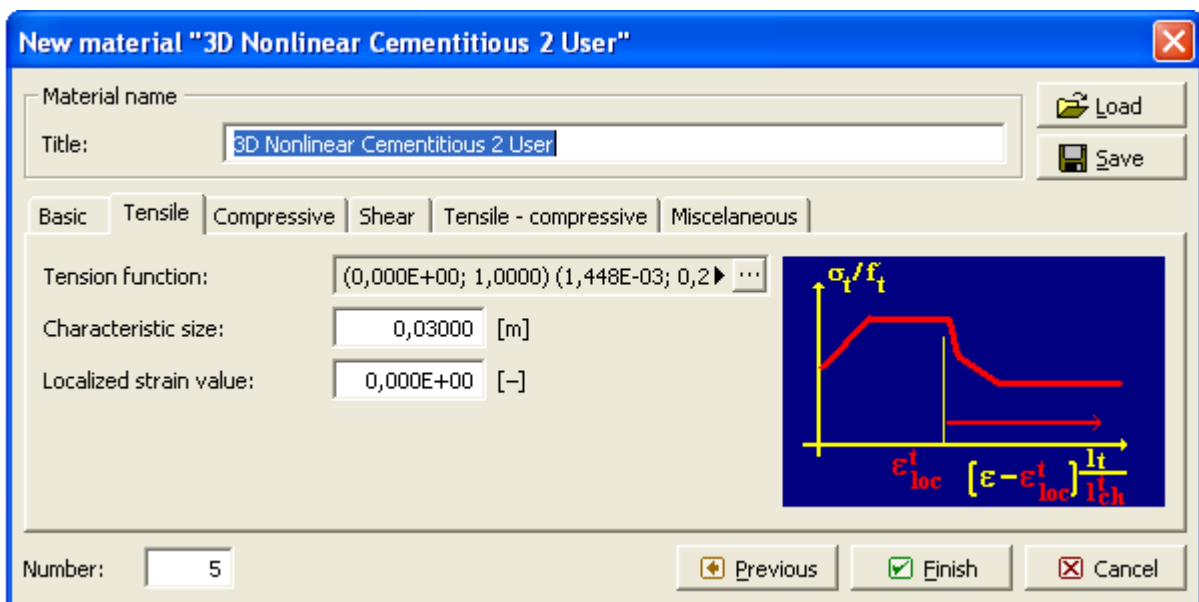 New material "3D Nonlinear Cementitious 2 User"
Material name
Title: 3D Nonlinear Cementitious 2 User
Load
Save
Basic Tensile Compressive Shear Tensile - compressive Miscelaneous
Tension function: (0,000E+00; 1,0000) (1,448E-03; 0,2 ...
Characteristic size: 0,03000 [m]
Localized strain value: 0,000E+00 [–]
σt/ft
εtloc [ε-εtloc] lt/ltch
Number: 5
Previous Finish Cancel